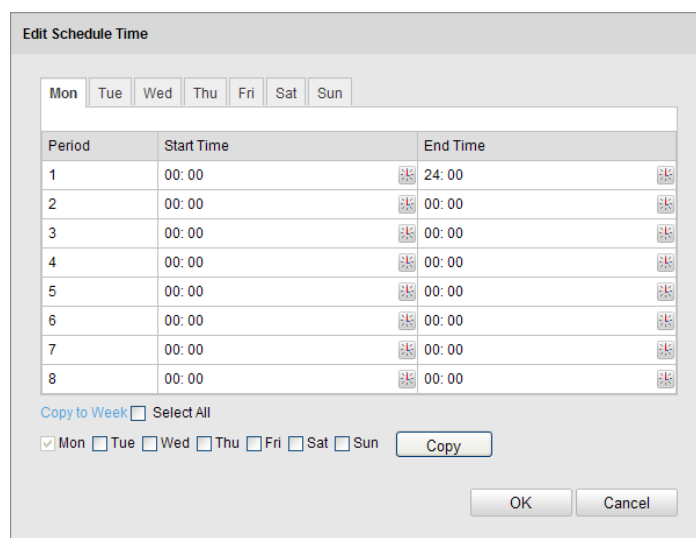 Edit Schedule Time
Mon Tue Wed Thu Fri Sat Sun
Period Start Time End Time
1 00: 00 24: 00
2 00: 00 00: 00
3 00: 00 00: 00
4 00: 00 00: 00
5 00: 00 00: 00
6 00: 00 00: 00
7 00: 00 00: 00
8 00: 00 00: 00
Copy to Week Select All
Mon Tue Wed Thu Fri Sat Sun Copy
OK Cancel